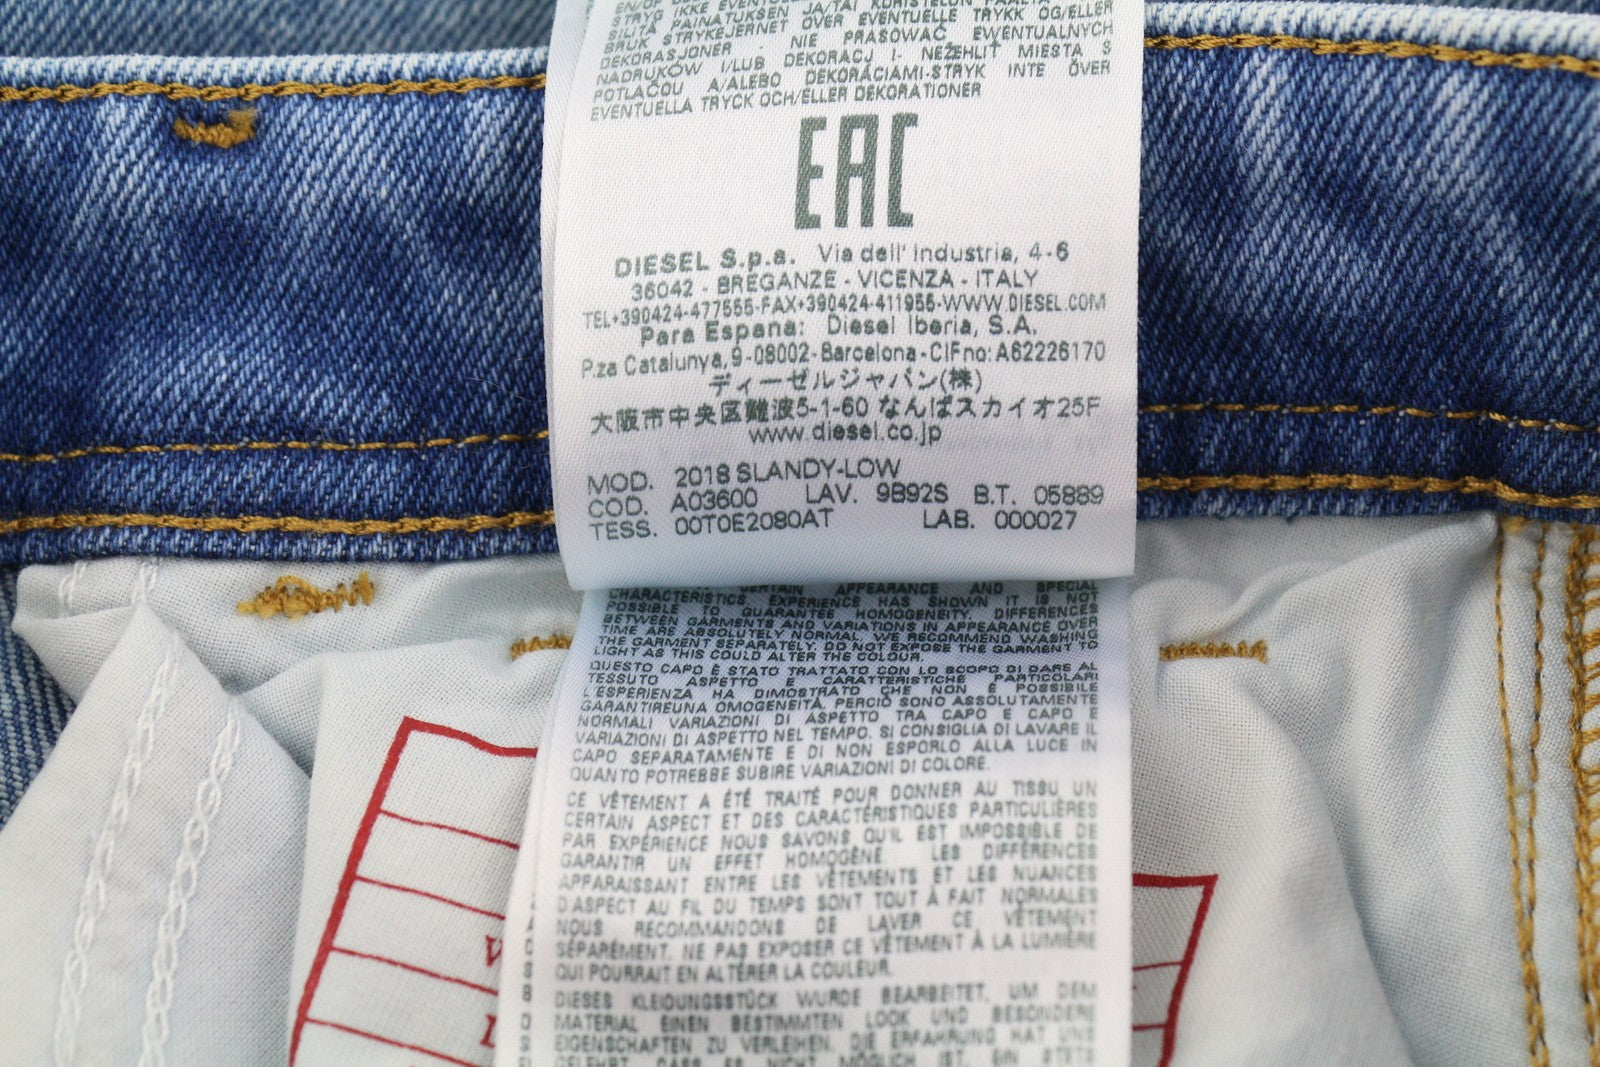 STRYG IKKE EVENTUEL
SILITÄ PAINATUKSEN JA/TAI KORISTELUN
BRUK STRYKEJERNET OVER EVENTUELLE TRYKK OG/ELLER
DEKORASJONER - NIE PRASOWAĆ EWENTUALNYCH
NADRUKÓW I/LUB DEKORACJI - NEŽEHLIŤ MIESTA S
POTLAČOU A/ALEBO DEKORÁCIAMI-STRYK INTE ÖVER
EVENTUELLA TRYCK OCH/ELLER DEKORATIONER
EAC
DIESEL S.p.a. Via dell' Industria, 4-6
36042 - BREGANZE - VICENZA - ITALY
TEL+390424-477555-FAX+390424-411955-WWW.DIESEL.COM
Para Espana: Diesel Iberia, S.A.
P.za Catalunya,9-08002-Barcelona-CIFno:A62226170
ディーゼルジャパン(株)
大阪市中央区難波5-1-60 なんばスカイオ25F
www.diesel.co.jp
MOD. 2018 SLANDY-LOW
COD. A03600 LAV. 9B92S B.T. 05889
TESS. 00T0E2080AT LAB. 000027
CERTAIN APPEARANCE AND SPECIAL
CHARACTERISTICS. EXPERIENCE HAS SHOWN IT IS NOT
POSSIBLE TO GUARANTEE HOMOGENEITY. DIFFERENCES
BETWEEN GARMENTS AND VARIATIONS IN APPEARANCE OVER
TIME ARE ABSOLUTELY NORMAL. WE RECOMMEND WASHING
THE GARMENT SEPARATELY. DO NOT EXPOSE THE GARMENT TO
LIGHT AS THIS COULD ALTER THE COLOUR.
QUESTO CAPO È STATO TRATTATO CON LO SCOPO DI DARE AL
TESSUTO ASPETTO E CARATTERISTICHE PARTICOLARI
L'ESPERIENZA HA DIMOSTRATO CHE NON È POSSIBILE
GARANTIREUNA OMOGENEITÀ. PERCIÒ SONO ASSOLUTAMENTE
NORMALI VARIAZIONI DI ASPETTO TRA CAPO E CAPO E
VARIAZIONI DI ASPETTO NEL TEMPO. SI CONSIGLIA DI LAVARE IL
CAPO SEPARATAMENTE E DI NON ESPORLO ALLA LUCE IN
QUANTO POTREBBE SUBIRE VARIAZIONI DI COLORE.
CE VÊTEMENT A ÉTÉ TRAITÉ POUR DONNER AU TISSU UN
CERTAIN ASPECT ET DES CARACTÉRISTIQUES PARTICULIÈRES
PAR EXPÉRIENCE NOUS SAVONS QU'IL EST IMPOSSIBLE DE
GARANTIR UN EFFET HOMOGÈNE. LES DIFFÉRENCES
APPARAISSANT ENTRE LES VÊTEMENTS ET LES NUANCES
D'ASPECT AU FIL DU TEMPS SONT TOUT À FAIT NORMALES
NOUS RECOMMANDONS DE LAVER CE VÊTEMENT
SÉPARÉMENT. NE PAS EXPOSER CE VÊTEMENT À LA LUMIÈRE
QUI POURRAIT EN ALTÉRER LA COULEUR.
DIESES KLEIDUNGSSTÜCK WURDE BEARBEITET, UM DEM
MATERIAL EINEN BESTIMMTEN LOOK UND BESONDERE
EIGENSCHAFTEN ZU VERLEIHEN. DIE ERFAHRUNG HAT UNS
GELEHRT, DASS ES NICHT MÖGLICH IST, EIN STETS